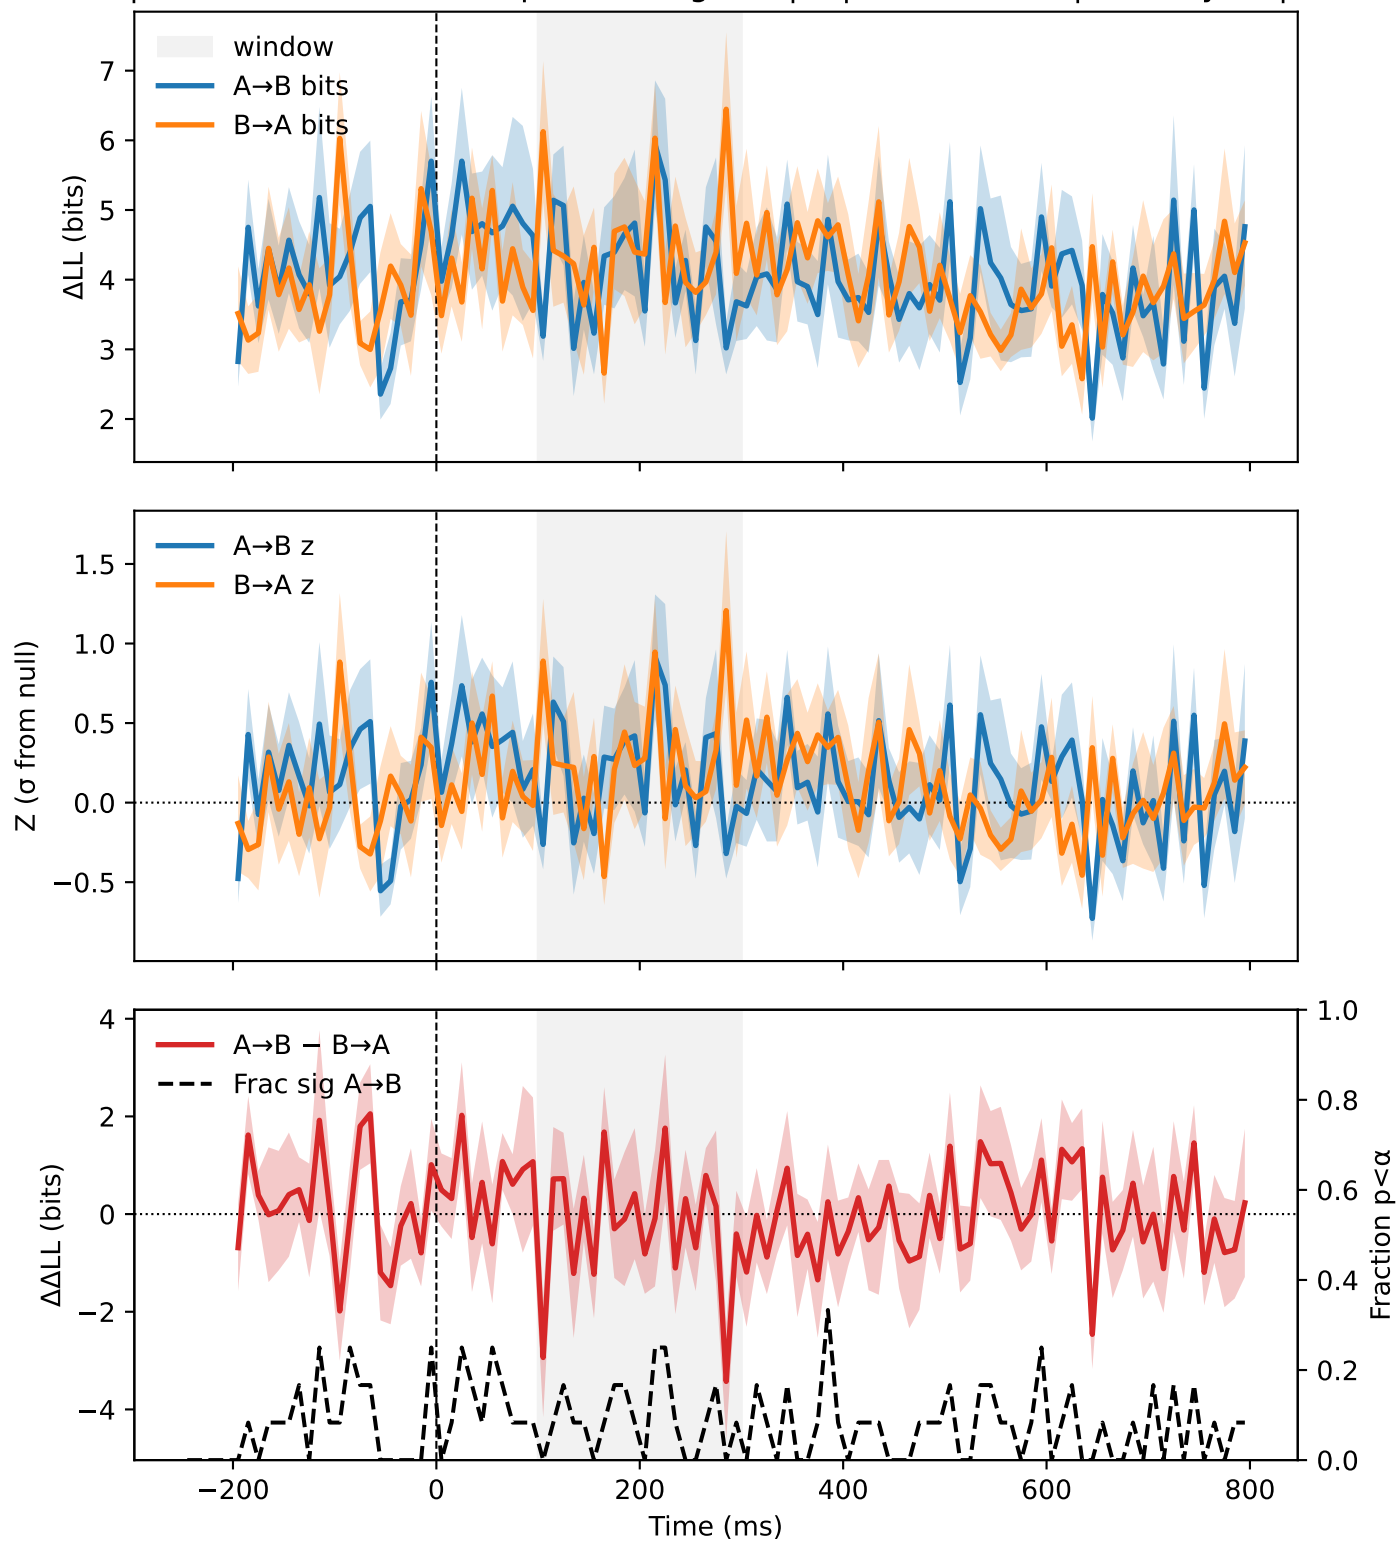 7
6
5
4
3
2
ΔLL (bits)
window
A→B bits
B→A bits
1.5
1.0
0.5
0.0
−0.5
Z (σ from null)
A→B z
B→A z
4
2
0
−2
−4
ΔΔLL (bits)
A→B − B→A
Frac sig A→B
1.0
0.8
0.6
0.4
0.2
0.0
Fraction p<α
−200 0 200 400 600 800
Time (ms)